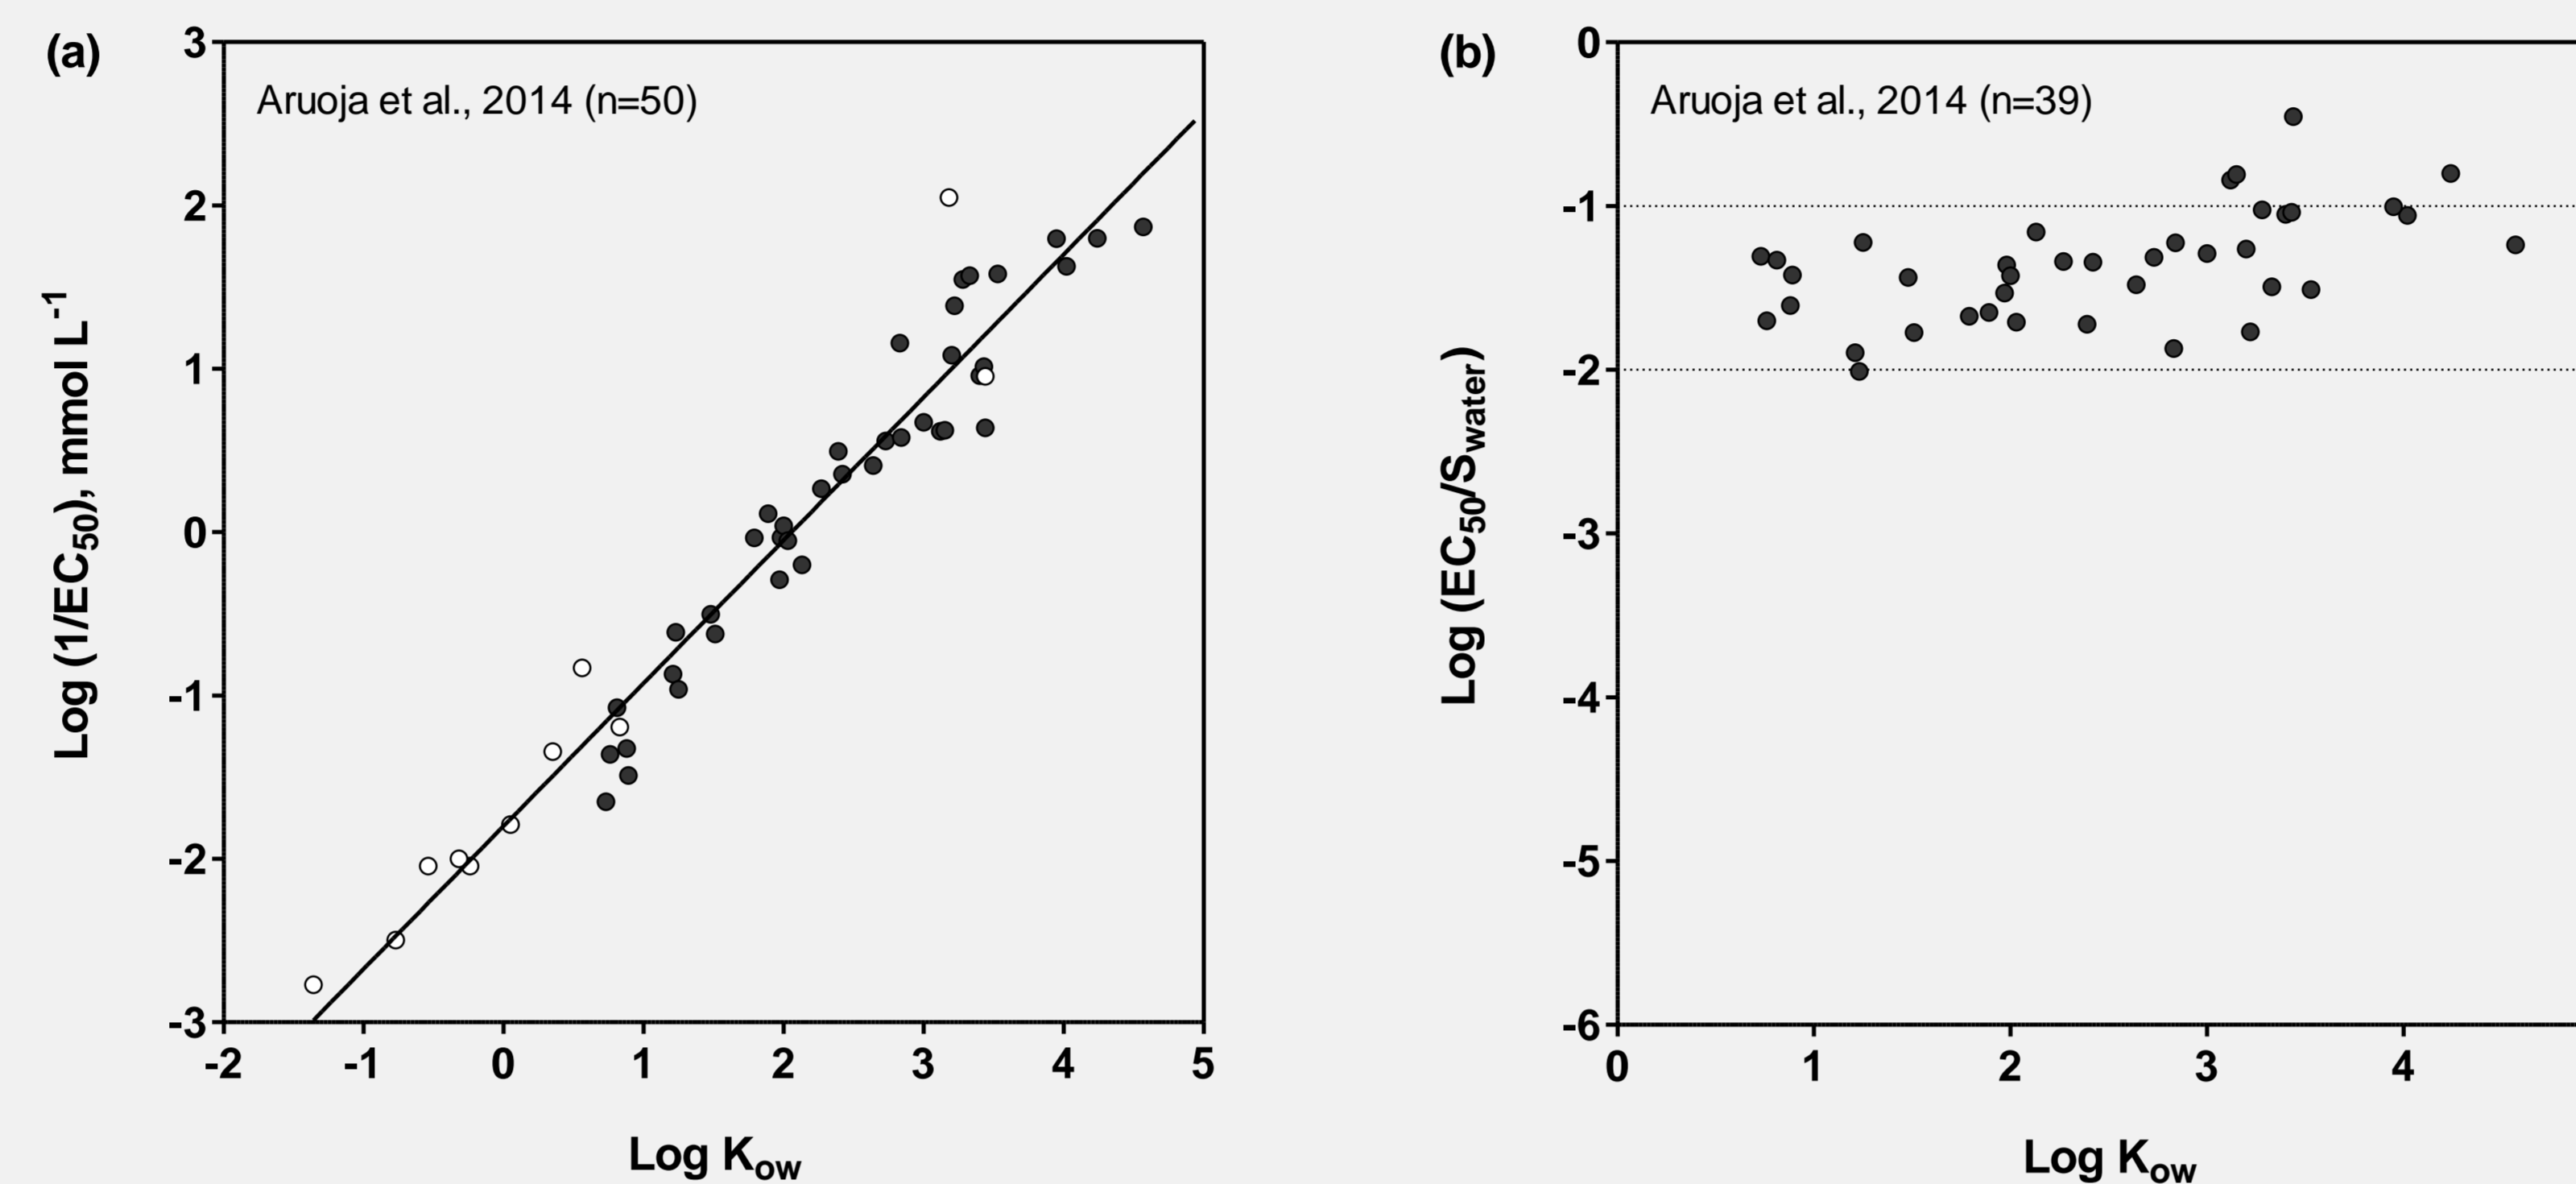 (a)
Aruoja et al., 2014 (n=50)
3
2
1
0
-1
-2
-3
Log (1/EC50), mmol L-1
-2 -1 0 1 2 3 4 5
Log Kow
(b)
Aruoja et al., 2014 (n=39)
0
-1
-2
-3
-4
-5
-6
Log (EC50/Swater)
0 1 2 3 4
Log Kow